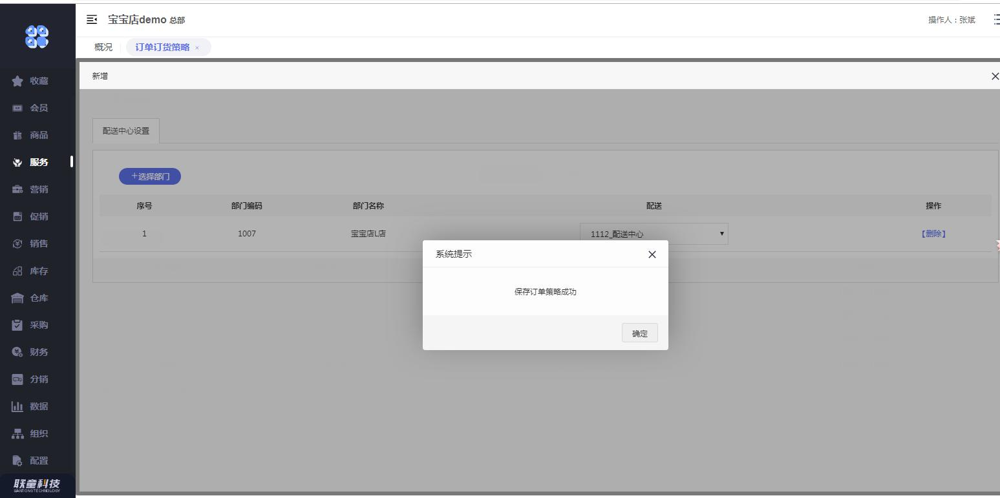 宝宝店demo 总部
操作人：张斌
概况
订单订货策略 ×
收藏
会员
商品
服务
营销
促销
销售
库存
仓库
采购
财务
分销
数据
组织
配置
联童科技
LIANTONGTECHNOLOGY
新增
配送中心设置
+选择部门
序号 部门编码 部门名称 配送 操作
1 1007 宝宝店L店 1112_配送中心 【删除】
系统提示
保存订单策略成功
确定